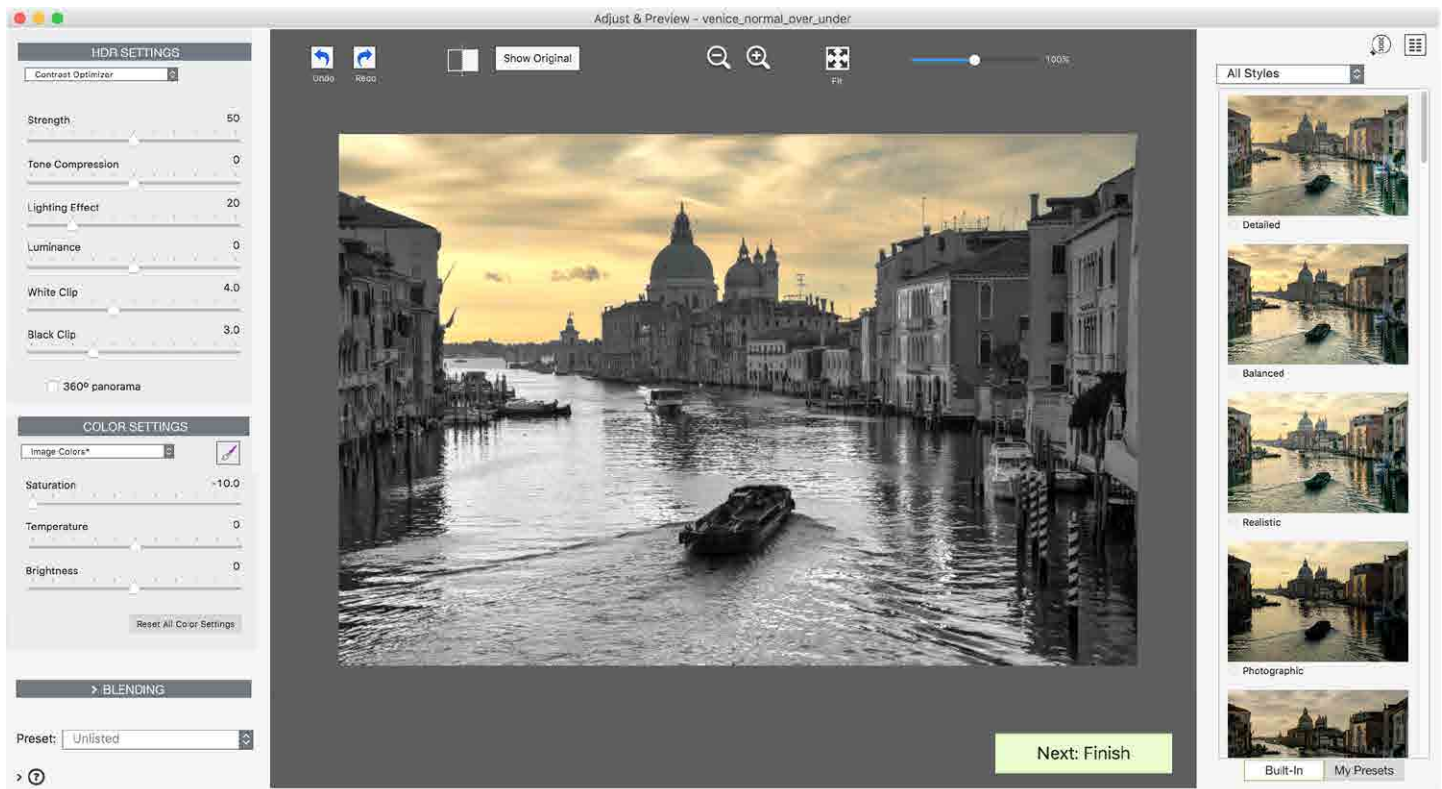 Adjust & Preview - venice_normal_over_under
HDR SETTINGS
Contrast Optimizer
Strength 50
Tone Compression 0
Lighting Effect 20
Luminance 0
White Clip 4.0
Black Clip 3.0
360º panorama
COLOR SETTINGS
Image Colors*
Saturation -10.0
Temperature 0
Brightness 0
Reset All Color Settings
> BLENDING
Preset: Unlisted
> ?
Undo Redo
Show Original
Fit
100%
Next: Finish
All Styles
Detailed
Balanced
Realistic
Photographic
Built-In My Presets